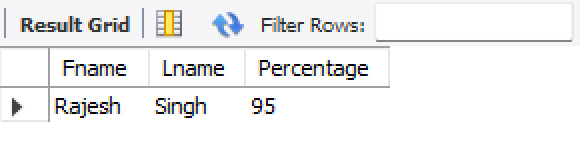 Result Grid Filter Rows:
Fname Lname Percentage
Rajesh Singh 95